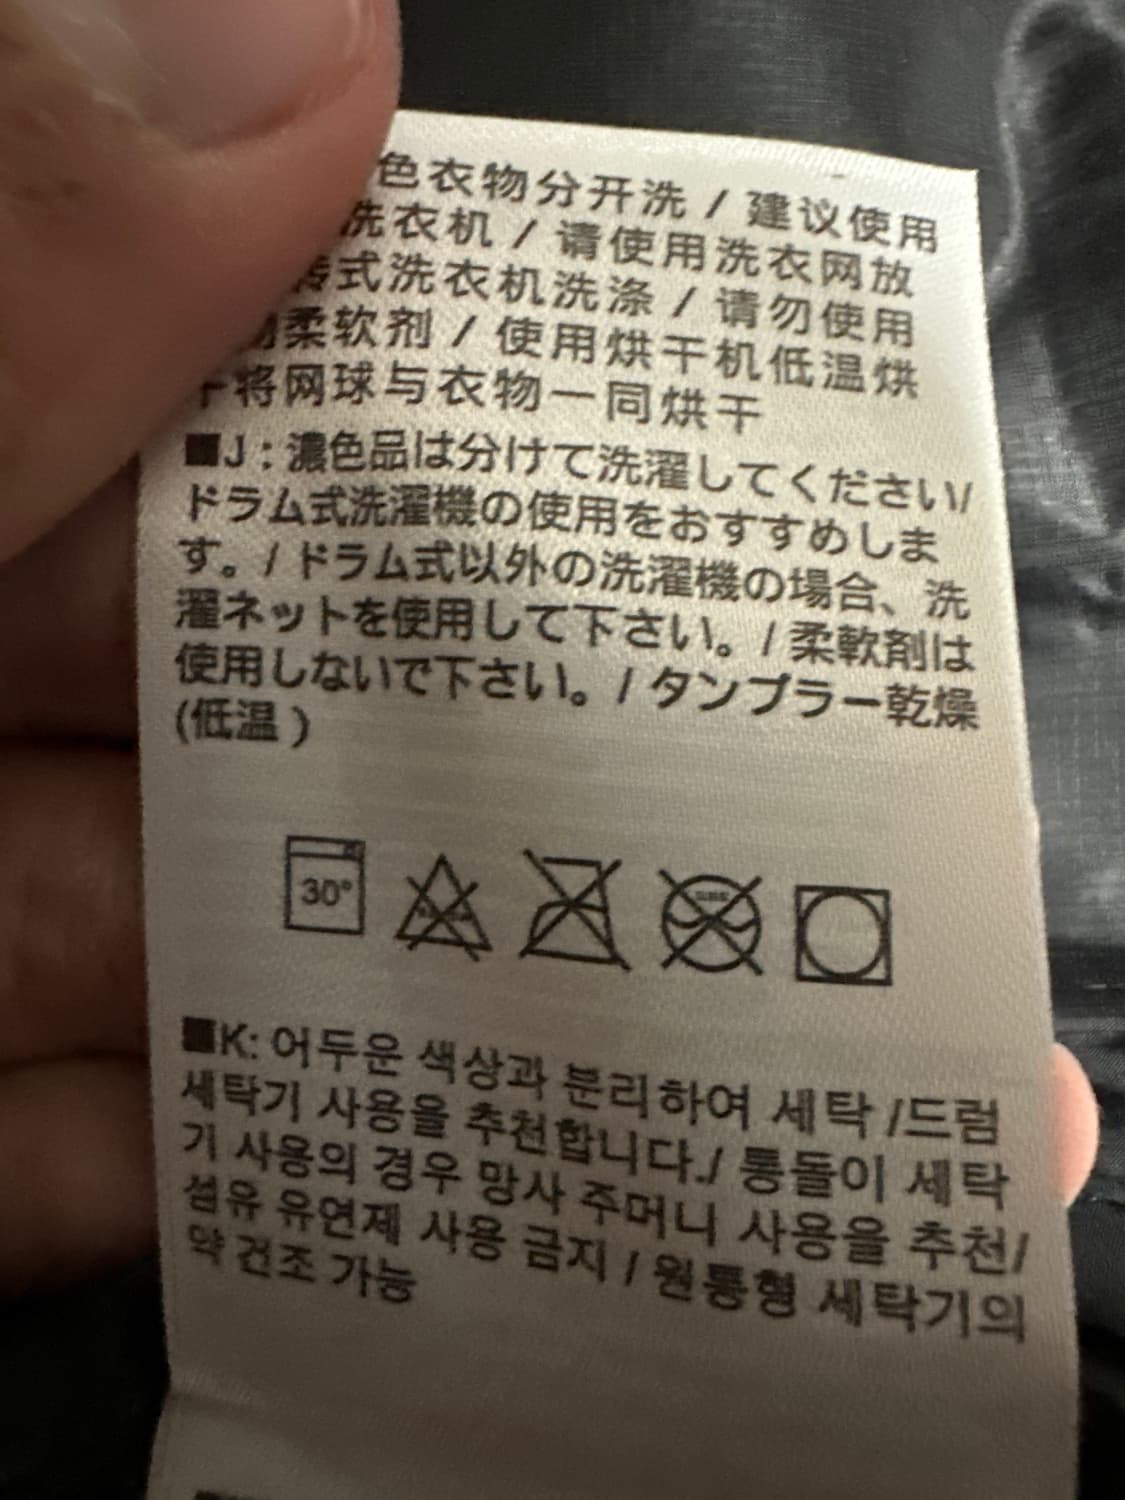 色衣物分开洗 / 建议使用
洗衣机 / 请使用洗衣网放
转式洗衣机洗涤 / 请勿使用
物柔软剂 / 使用烘干机低温烘
干将网球与衣物一同烘干
■J : 濃色品は分けて洗濯してください/
ドラム式洗濯機の使用をおすすめしま
す。/ ドラム式以外の洗濯機の場合、洗
濯ネットを使用して下さい。/ 柔軟剤は
使用しないで下さい。/ タンプラー乾燥
(低温 )
30°
■K: 어두운 색상과 분리하여 세탁 /드럼
세탁기 사용을 추천합니다./ 통돌이 세탁
기 사용의 경우 망사 주머니 사용을 추천/
섬유 유연제 사용 금지 / 원통형 세탁기의
약 건조 가능